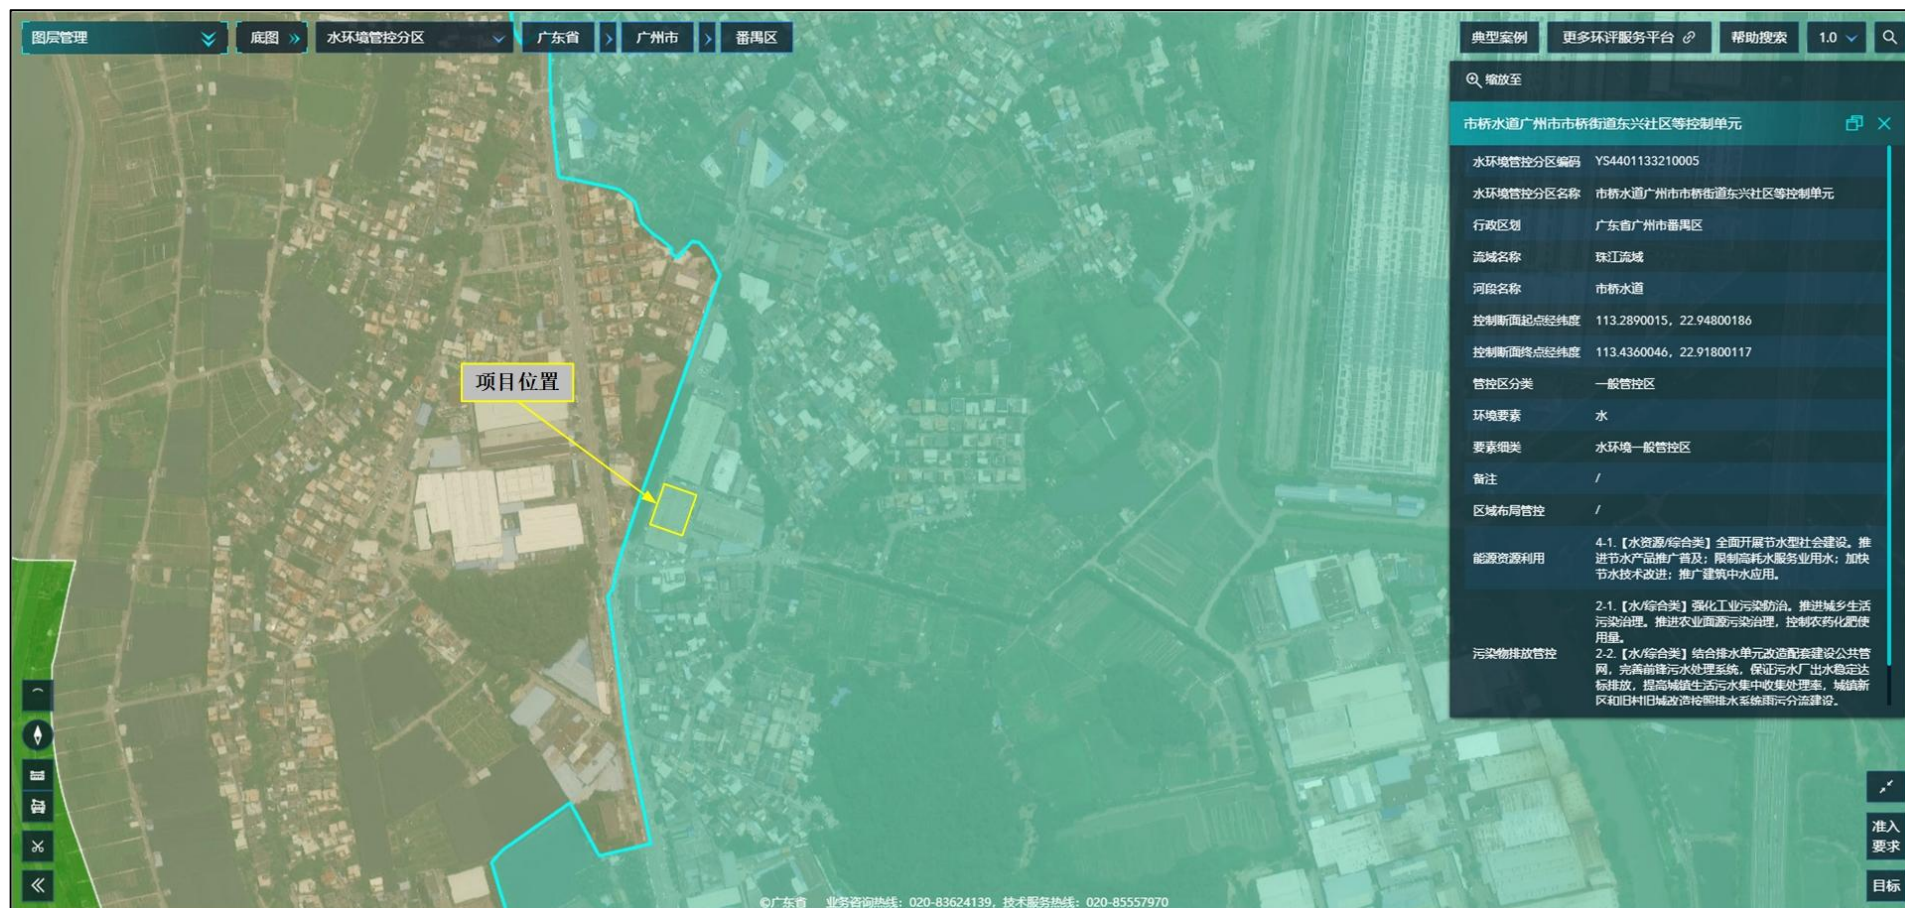 图层管理
底图
水环境管控分区
广东省
广州市
番禺区
典型案例
更多环评服务平台
帮助搜索
1.0
缩放至
市桥水道广州市市桥街道东兴社区等控制单元
水环境管控分区编码 YS4401133210005
水环境管控分区名称 市桥水道广州市市桥街道东兴社区等控制单元
行政区划 广东省广州市番禺区
流域名称 珠江流域
河段名称 市桥水道
控制断面起点经纬度 113.2890015, 22.94800186
控制断面终点经纬度 113.4360046, 22.91800117
管控区分类 一般管控区
环境要素 水
要素细类 水环境一般管控区
备注 /
区域布局管控 /
能源资源利用
4-1.【水资源/综合类】全面开展节水型社会建设。推
进节水产品推广普及；限制高耗水服务业用水；加快
节水技术改进；推广建筑中水应用。
污染物排放管控
2-1.【水/综合类】强化工业污染防治。推进城乡生活
污染治理。推进农业面源污染治理，控制农药化肥使
用量。
2-2.【水/综合类】结合排水单元改造配套建设公共管
网，完善前锋污水处理系统，保证污水厂出水稳定达
标排放，提高城镇生活污水集中收集处理率，城镇新
区和旧村旧城改造按照排水系统雨污分流建设。
项目位置
准入
要求
目标
©广东省 业务咨询热线：020-83624139，技术服务热线：020-85557970